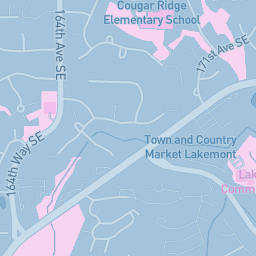 Cougar Ridge
Elementary School
164th Ave SE
171st Ave SE
164th Way SE
Town and Country
Market Lakemont